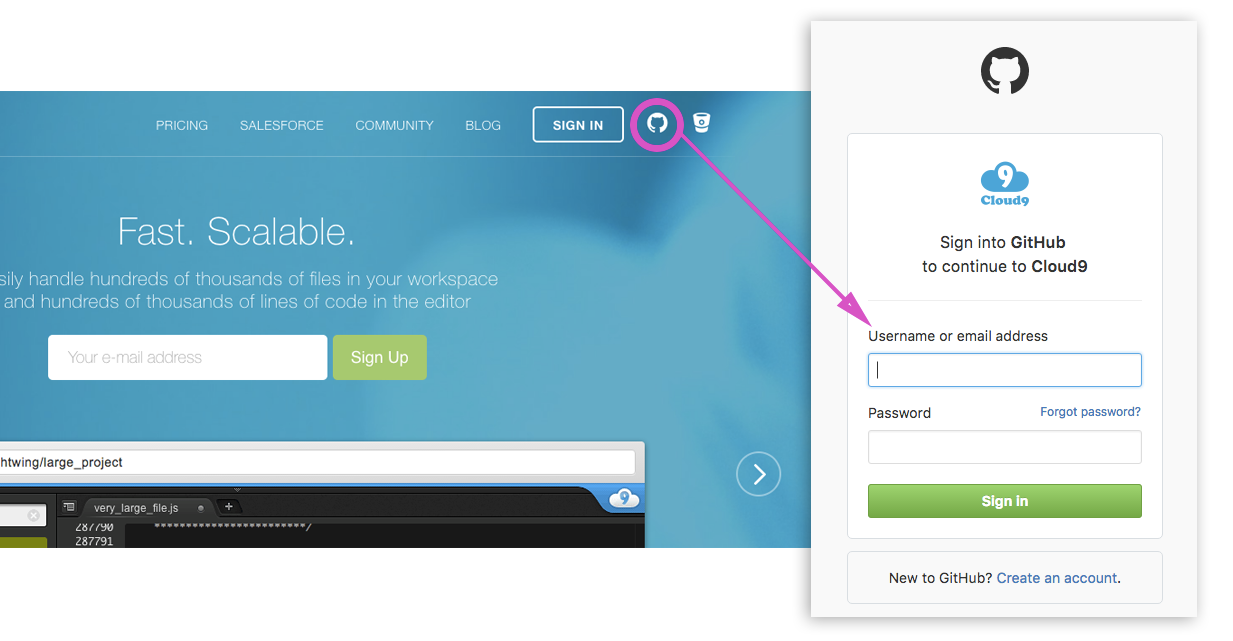 PRICING SALESFORCE COMMUNITY BLOG SIGN IN
Fast. Scalable.
sily handle hundreds of thousands of files in your workspace
and hundreds of thousands of lines of code in the editor
Your e-mail address Sign Up
htwing/large_project
9
very_large_file.js +
287790 ***********************/
287791
9
Cloud9
Sign into GitHub
to continue to Cloud9
Username or email address
Password Forgot password?
Sign in
New to GitHub? Create an account.